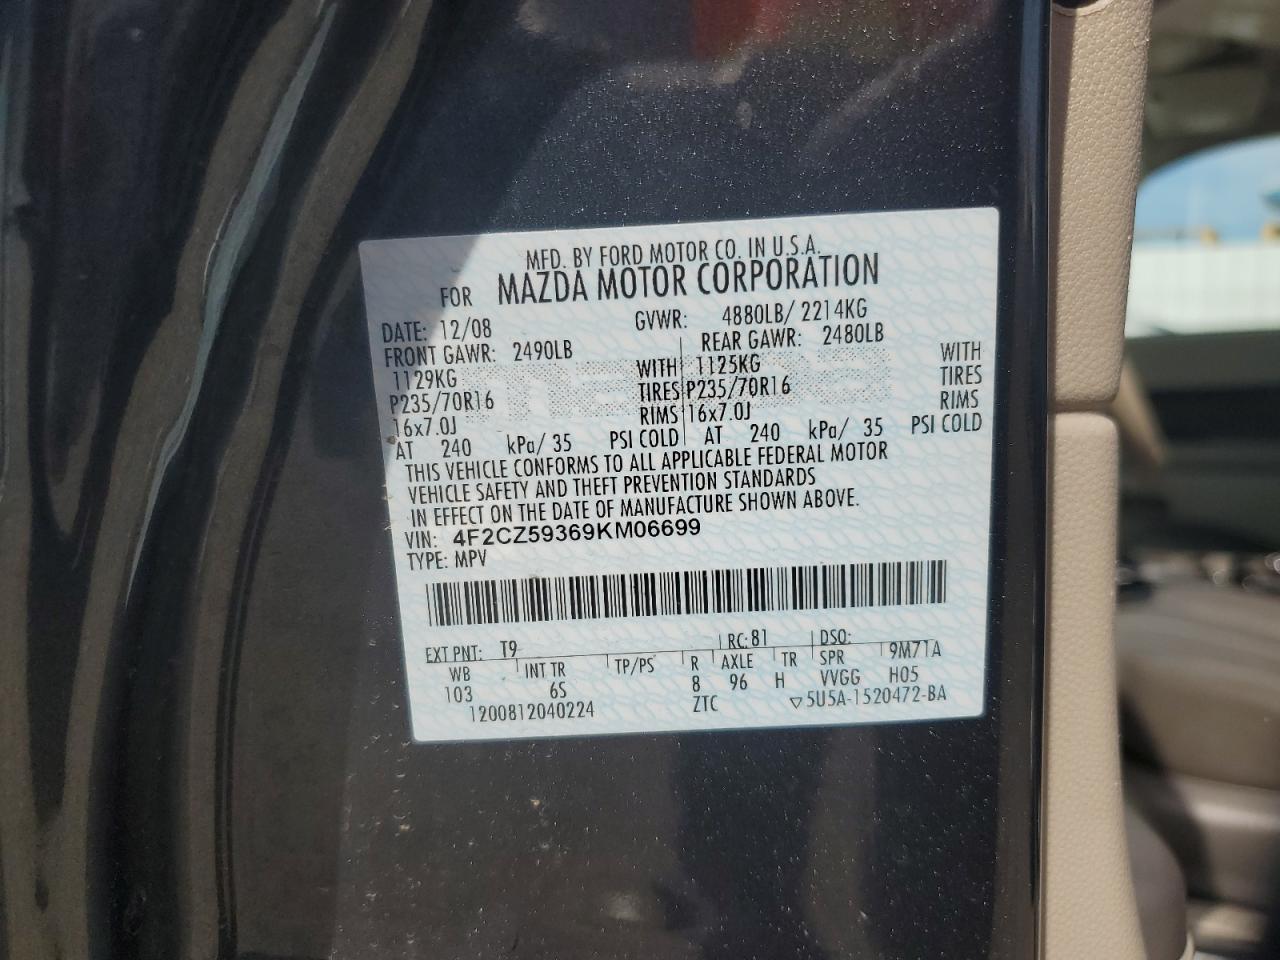 MFD. BY FORD MOTOR CO. IN U.S.A.
FOR MAZDA MOTOR CORPORATION
DATE: 12/08 GVWR: 4880LB/ 2214KG
FRONT GAWR: 2490LB REAR GAWR: 2480LB
1129KG WITH 1125KG WITH
P235/70R16 TIRES P235/70R16 TIRES
16x7.0J RIMS 16x7.0J RIMS
AT 240 kPa/ 35 PSI COLD AT 240 kPa/ 35 PSI COLD
THIS VEHICLE CONFORMS TO ALL APPLICABLE FEDERAL MOTOR
VEHICLE SAFETY AND THEFT PREVENTION STANDARDS
IN EFFECT ON THE DATE OF MANUFACTURE SHOWN ABOVE.
VIN: 4F2CZ59369KM06699
TYPE: MPV
EXT PNT: T9 RC: 81 DSO:
WB INT TR TP/PS R AXLE TR SPR 9M71A
103 6S 8 96 H VVGG H05
1200812040224 ZTC ▽5U5A-1520472-BA